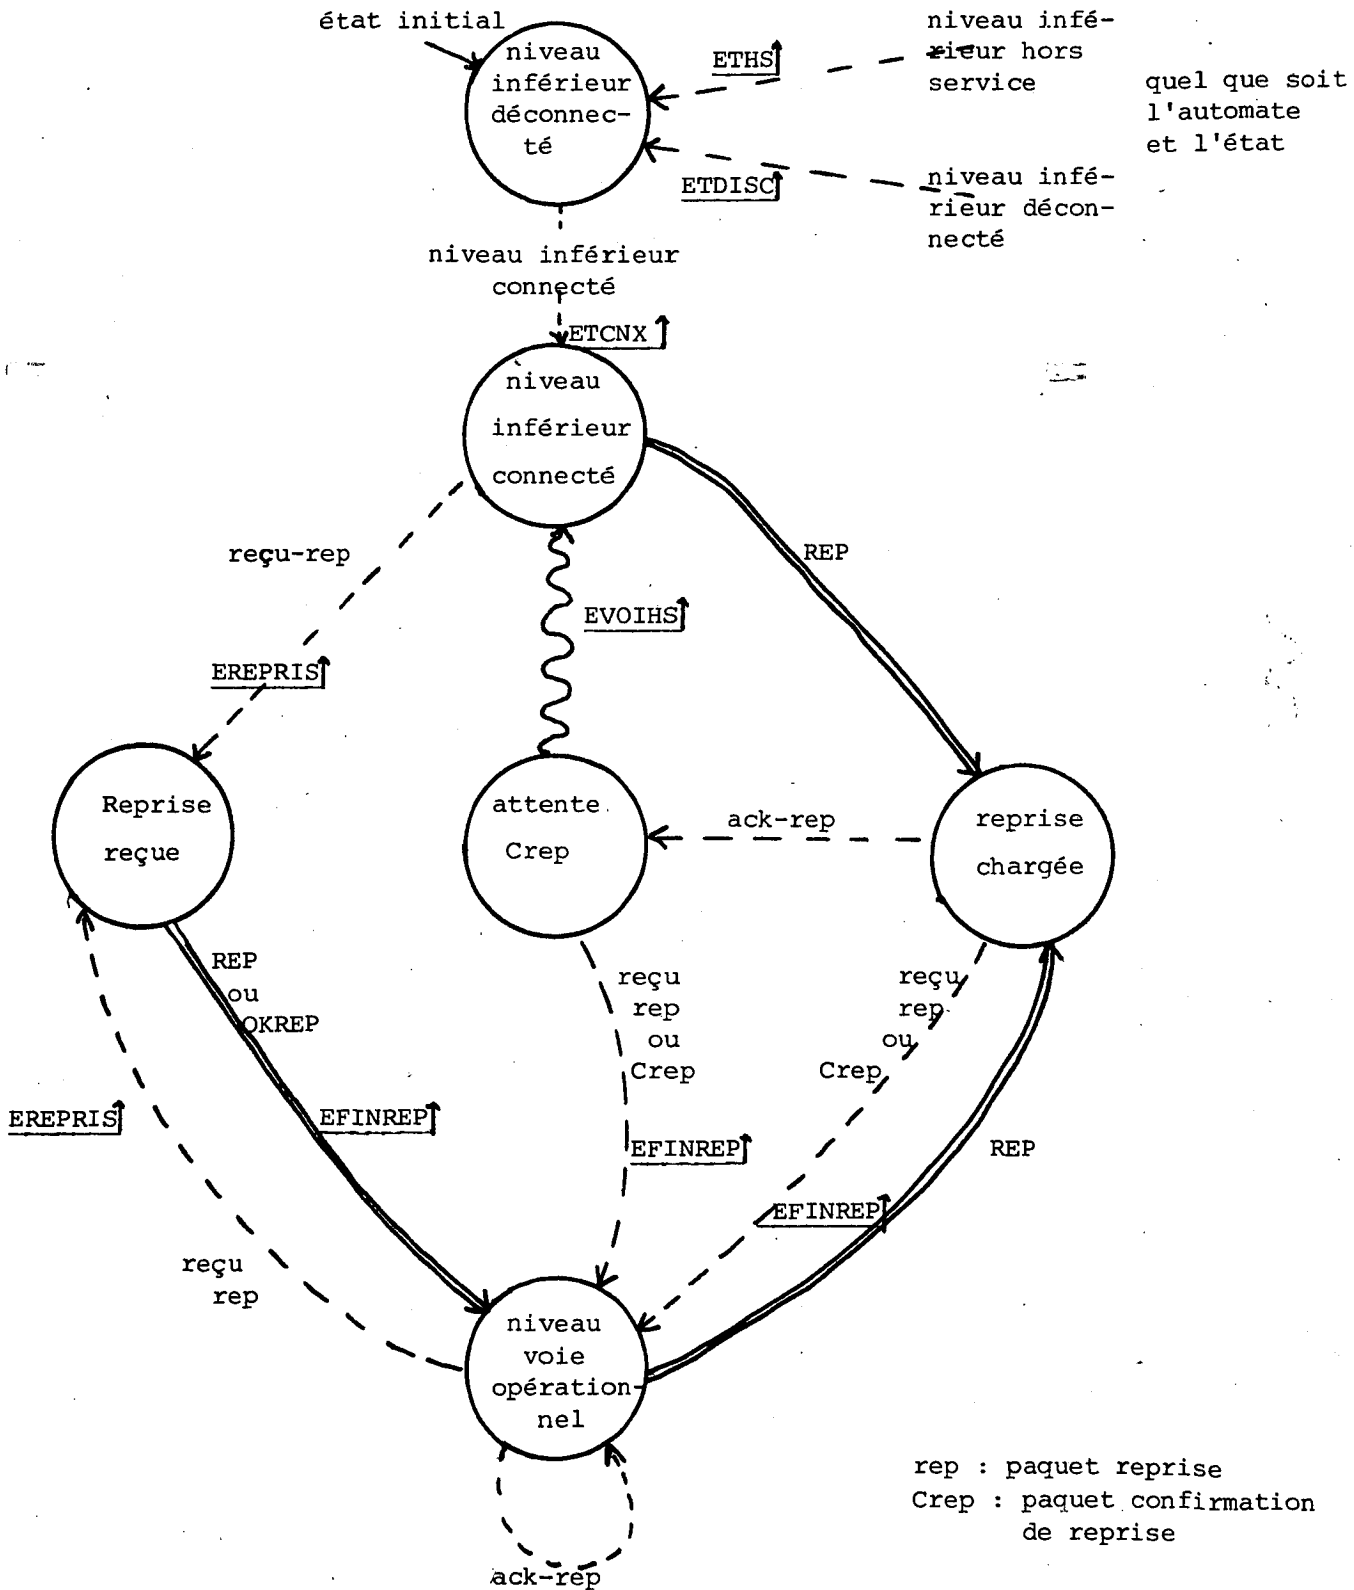 état initial
niveau
inférieur
déconnec-
té
ETHS
niveau infé-
rieur hors
service
quel que soit
l'automate
et l'état
ETDISC
niveau infé-
rieur décon-
necté
niveau inférieur
connecté
ETCNX
niveau
inférieur
connecté
reçu-rep
REP
EVOIHS
EREPRIS
Reprise
reçue
attente
Crep
ack-rep
reprise
chargée
REP
ou
OKREP
reçu
rep
ou
Crep
reçu
rep
ou
Crep
EREPRIS
EFINREP
EFINREP
REP
EFINREP
reçu
rep
niveau
voie
opération-
nel
ack-rep
rep : paquet reprise
Crep : paquet confirmation
de reprise